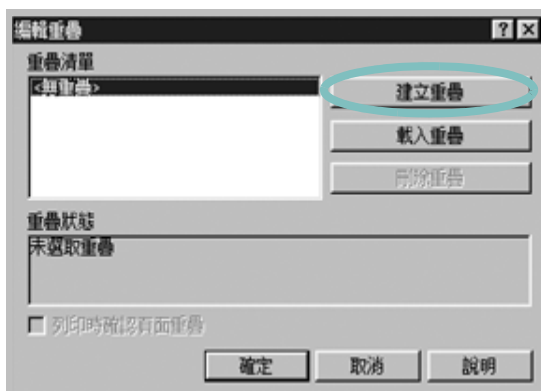 編輯重疊
重疊清單
<無重疊>
建立重疊
載入重疊
刪除重疊
重疊狀態
未選取重疊
列印時確認頁面重疊
確定 取消 說明